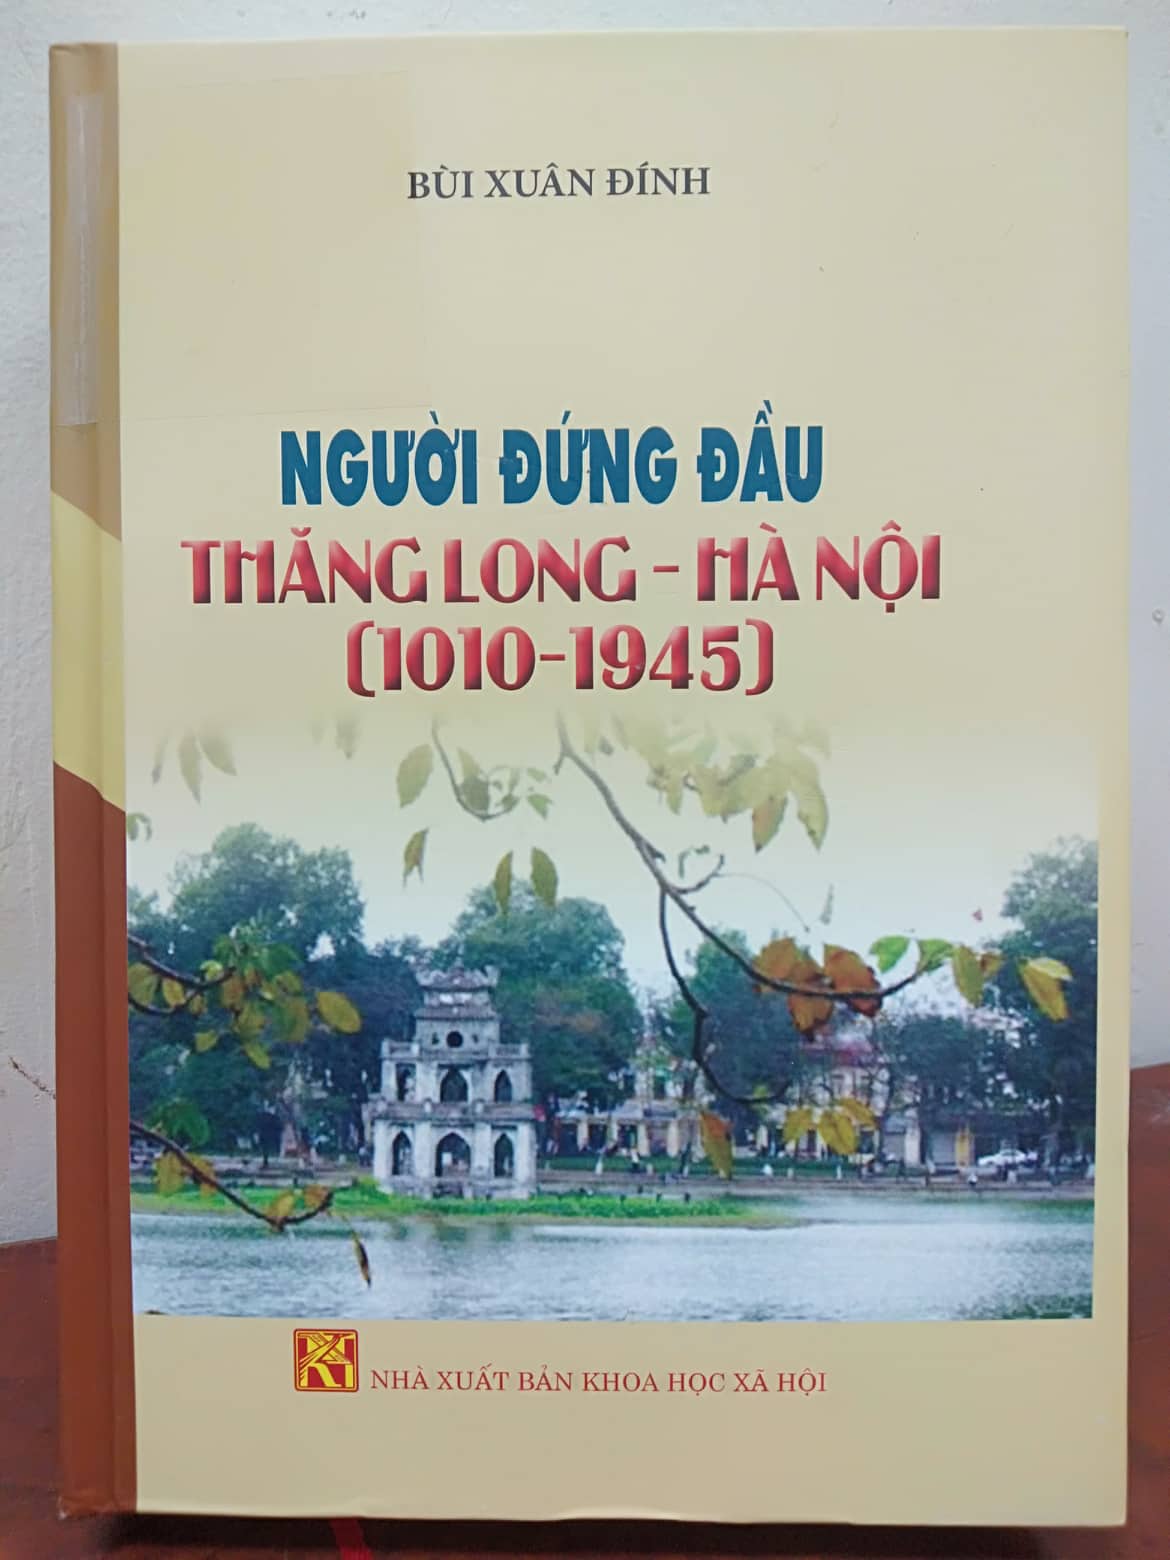 BÙI XUÂN ĐÍNH
NGƯỜI ĐỨNG ĐẦU
THĂNG LONG - HÀ NỘI
(1010-1945)
NHÀ XUẤT BẢN KHOA HỌC XÃ HỘI